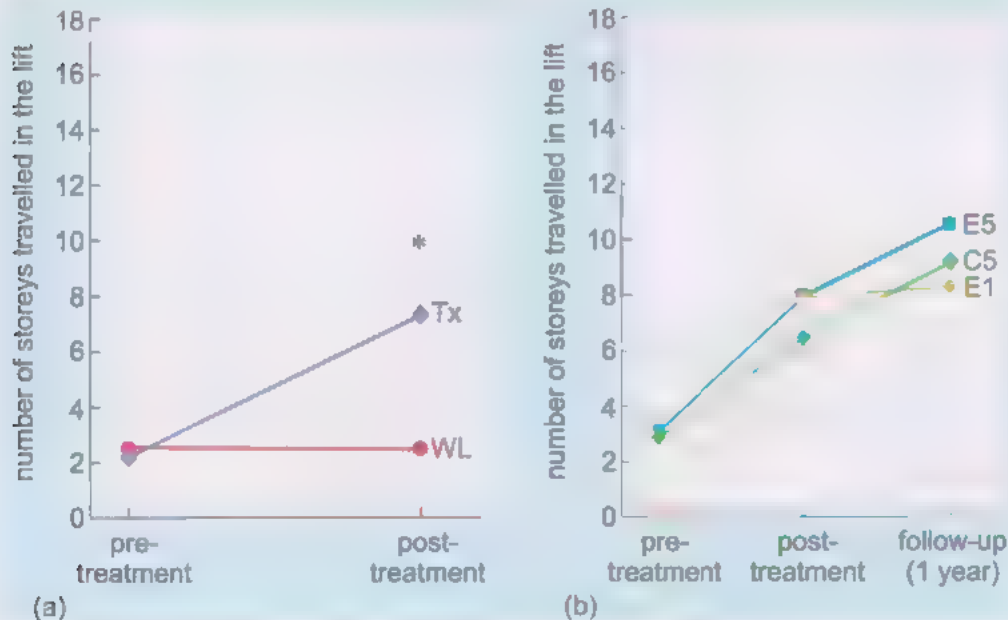 number of storeys travelled in the lift
18
16
14
12
10
8
6
4
2
0
*
Tx
WL
pre-
treatment
post-
treatment
(a)
number of storeys travelled in the lift
18
16
14
12
10
8
6
4
2
0
E5
C5
E1
pre-
treatment
post-
treatment
follow-up
(1 year)
(b)